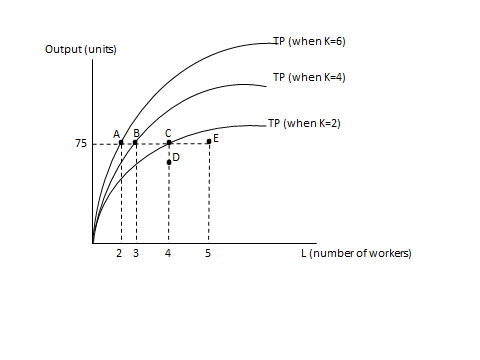 TP (when K=6)
Output (units)
TP (when K=4)
TP (when K=2)
A B C E
75
D
2 3 4 5
L (number of workers)